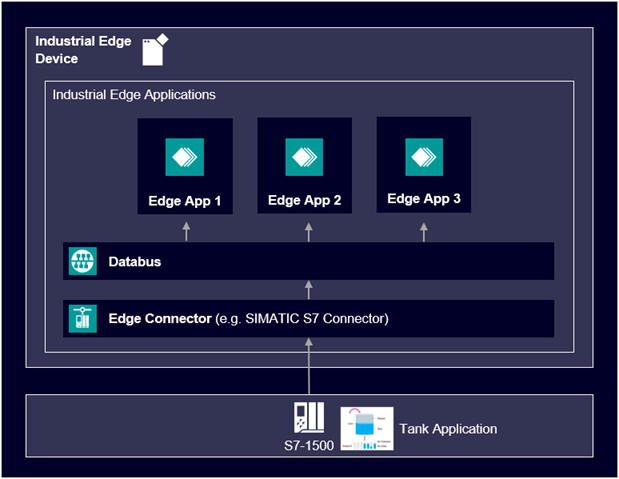 Industrial Edge
Device
Industrial Edge Applications
Edge App 1
Edge App 2
Edge App 3
Databus
Edge Connector (e.g. SIMATIC S7 Connector)
S7-1500
Tank Application